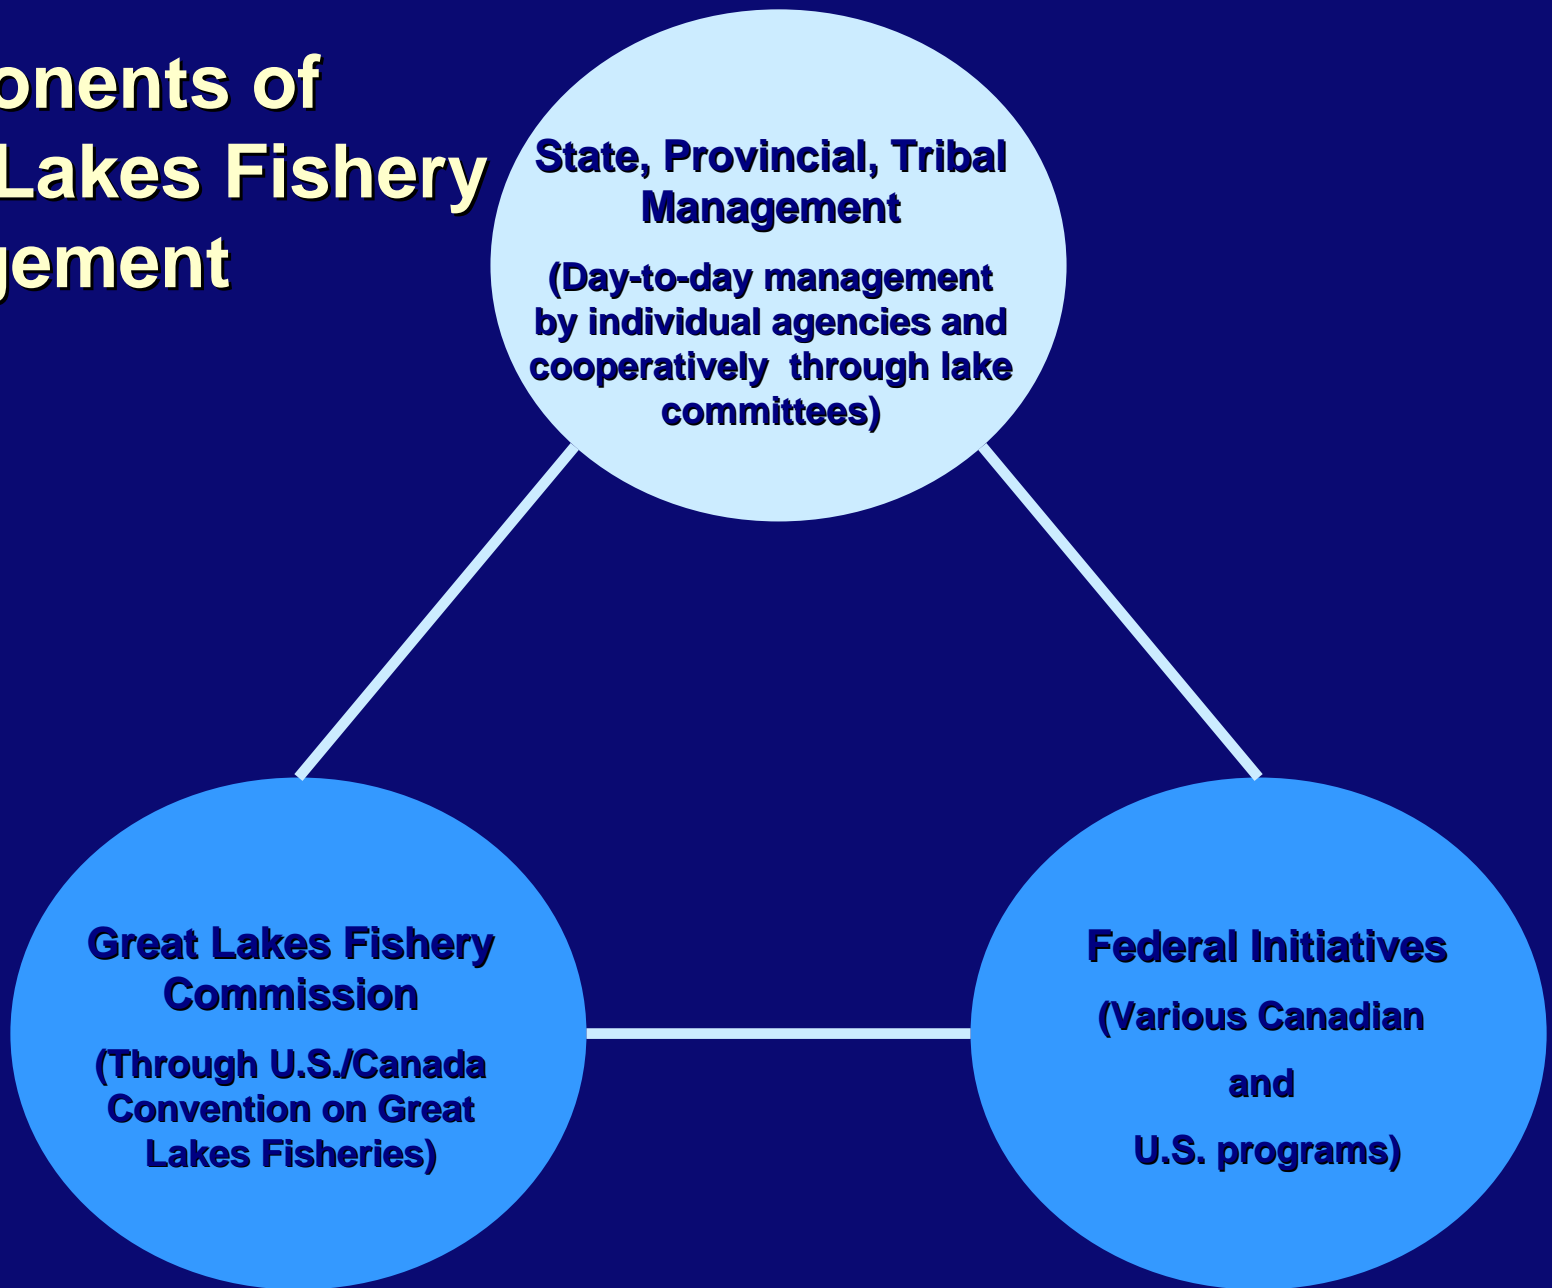 onents of
Lakes Fishery
gement
State, Provincial, Tribal
Management
(Day-to-day management
by individual agencies and
cooperatively through lake
committees)
Great Lakes Fishery
Commission
(Through U.S./Canada
Convention on Great
Lakes Fisheries)
Federal Initiatives
(Various Canadian
and
U.S. programs)